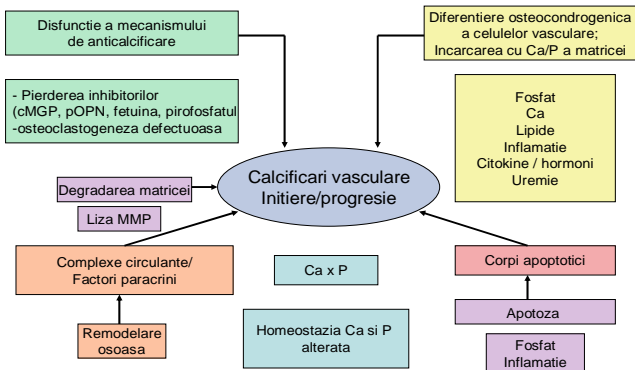 Disfunctie a mecanismului
de anticalcificare
Diferentiere osteocondrogenica
a celulelor vasculare;
Incarcarea cu Ca/P a matricei
- Pierderea inhibitorilor
(cMGP, pOPN, fetuina, pirofosfatul
-osteoclastogeneza defectuoasa
Fosfat
Ca
Lipide
Inflamatie
Citokine / hormoni
Uremie
Calcificari vasculare
Initiere/progresie
Degradarea matricei
Liza MMP
Complexe circulante/
Factori paracrini
Ca x P
Corpi apoptotici
Remodelare
osoasa
Homeostazia Ca si P
alterata
Apotoza
Fosfat
Inflamatie